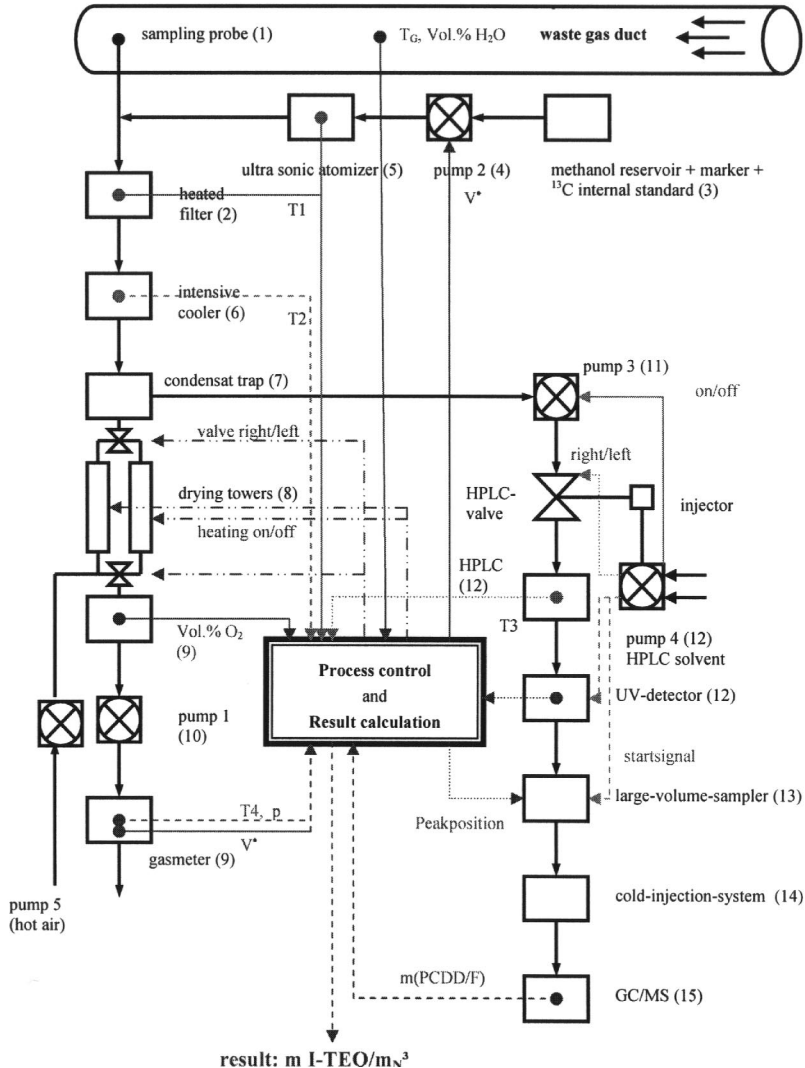 sampling probe (1)
T_G, Vol.% H₂O
waste gas duct
ultra sonic atomizer (5)
pump 2 (4)
V•
methanol reservoir + marker +
¹³C internal standard (3)
heated
filter (2)
T1
intensive
cooler (6)
T2
condensat trap (7)
pump 3 (11)
on/off
valve right/left
right/left
HPLC-
valve
injector
drying towers (8)
heating on/off
HPLC
(12)
T3
Vol.% O₂
(9)
pump 4 (12)
HPLC solvent
Process control
and
Result calculation
UV-detector (12)
pump 1
(10)
startsignal
T4, p
V•
gasmeter (9)
Peakposition
large-volume-sampler (13)
pump 5
(hot air)
cold-injection-system (14)
m(PCDD/F)
GC/MS (15)
result: m I-TEQ/m_N³